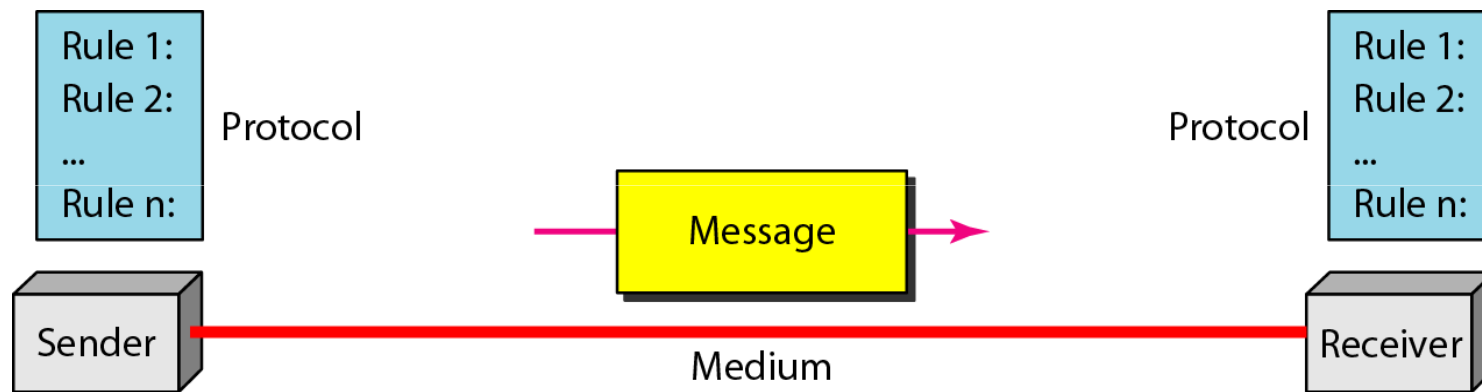 Rule 1:
Rule 2:
...
Rule n:
Protocol
Protocol
Rule 1:
Rule 2:
...
Rule n:
Message
Sender
Medium
Receiver